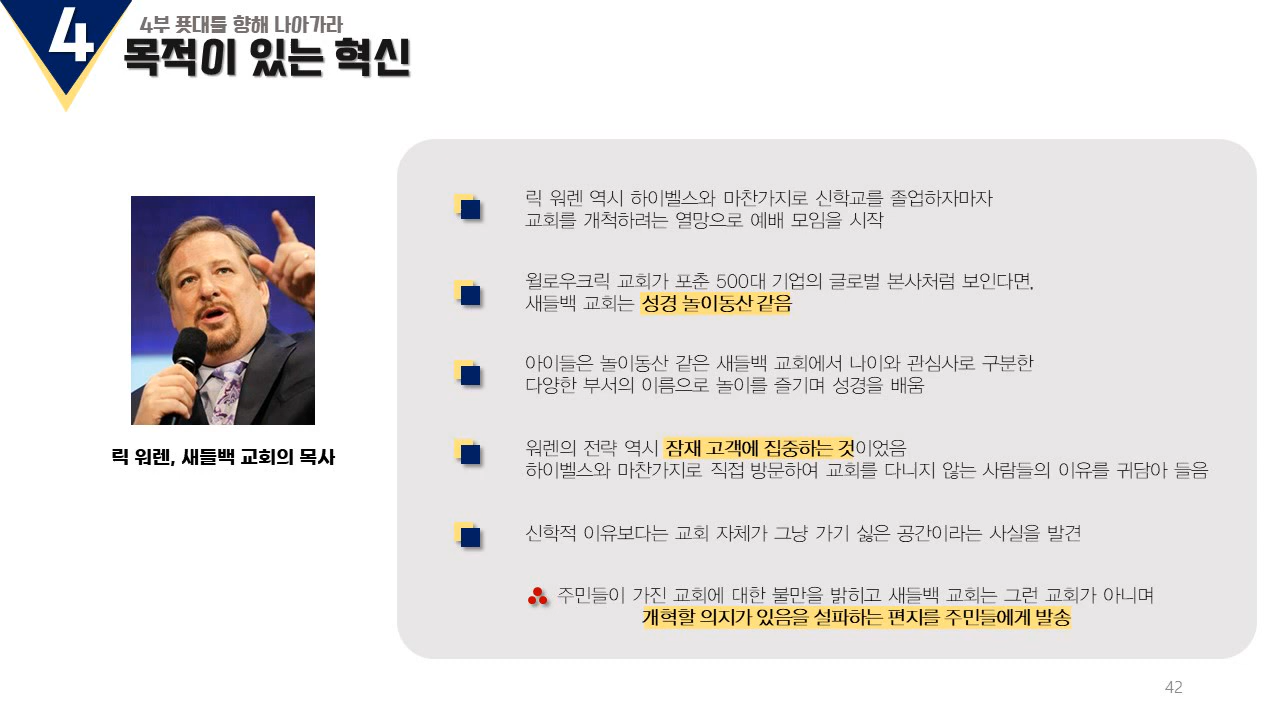 4
4부 푯대를 향해 나아가라
목적이 있는 혁신
릭 워렌, 새들백 교회의 목사
릭 워렌 역시 하이벨스와 마찬가지로 신학교를 졸업하자마자
교회를 개척하려는 열망으로 예배 모임을 시작
윌로우크릭 교회가 포춘 500대 기업의 글로벌 본사처럼 보인다면,
새들백 교회는 성경 놀이동산 같음
아이들은 놀이동산 같은 새들백 교회에서 나이와 관심사로 구분한
다양한 부서의 이름으로 놀이를 즐기며 성경을 배움
워렌의 전략 역시 잠재 고객에 집중하는 것이었음
하이벨스와 마찬가지로 직접 방문하여 교회를 다니지 않는 사람들의 이유를 귀담아 들음
신학적 이유보다는 교회 자체가 그냥 가기 싫은 공간이라는 사실을 발견
주민들이 가진 교회에 대한 불만을 밝히고 새들백 교회는 그런 교회가 아니며
개혁할 의지가 있음을 설파하는 편지를 주민들에게 발송
42